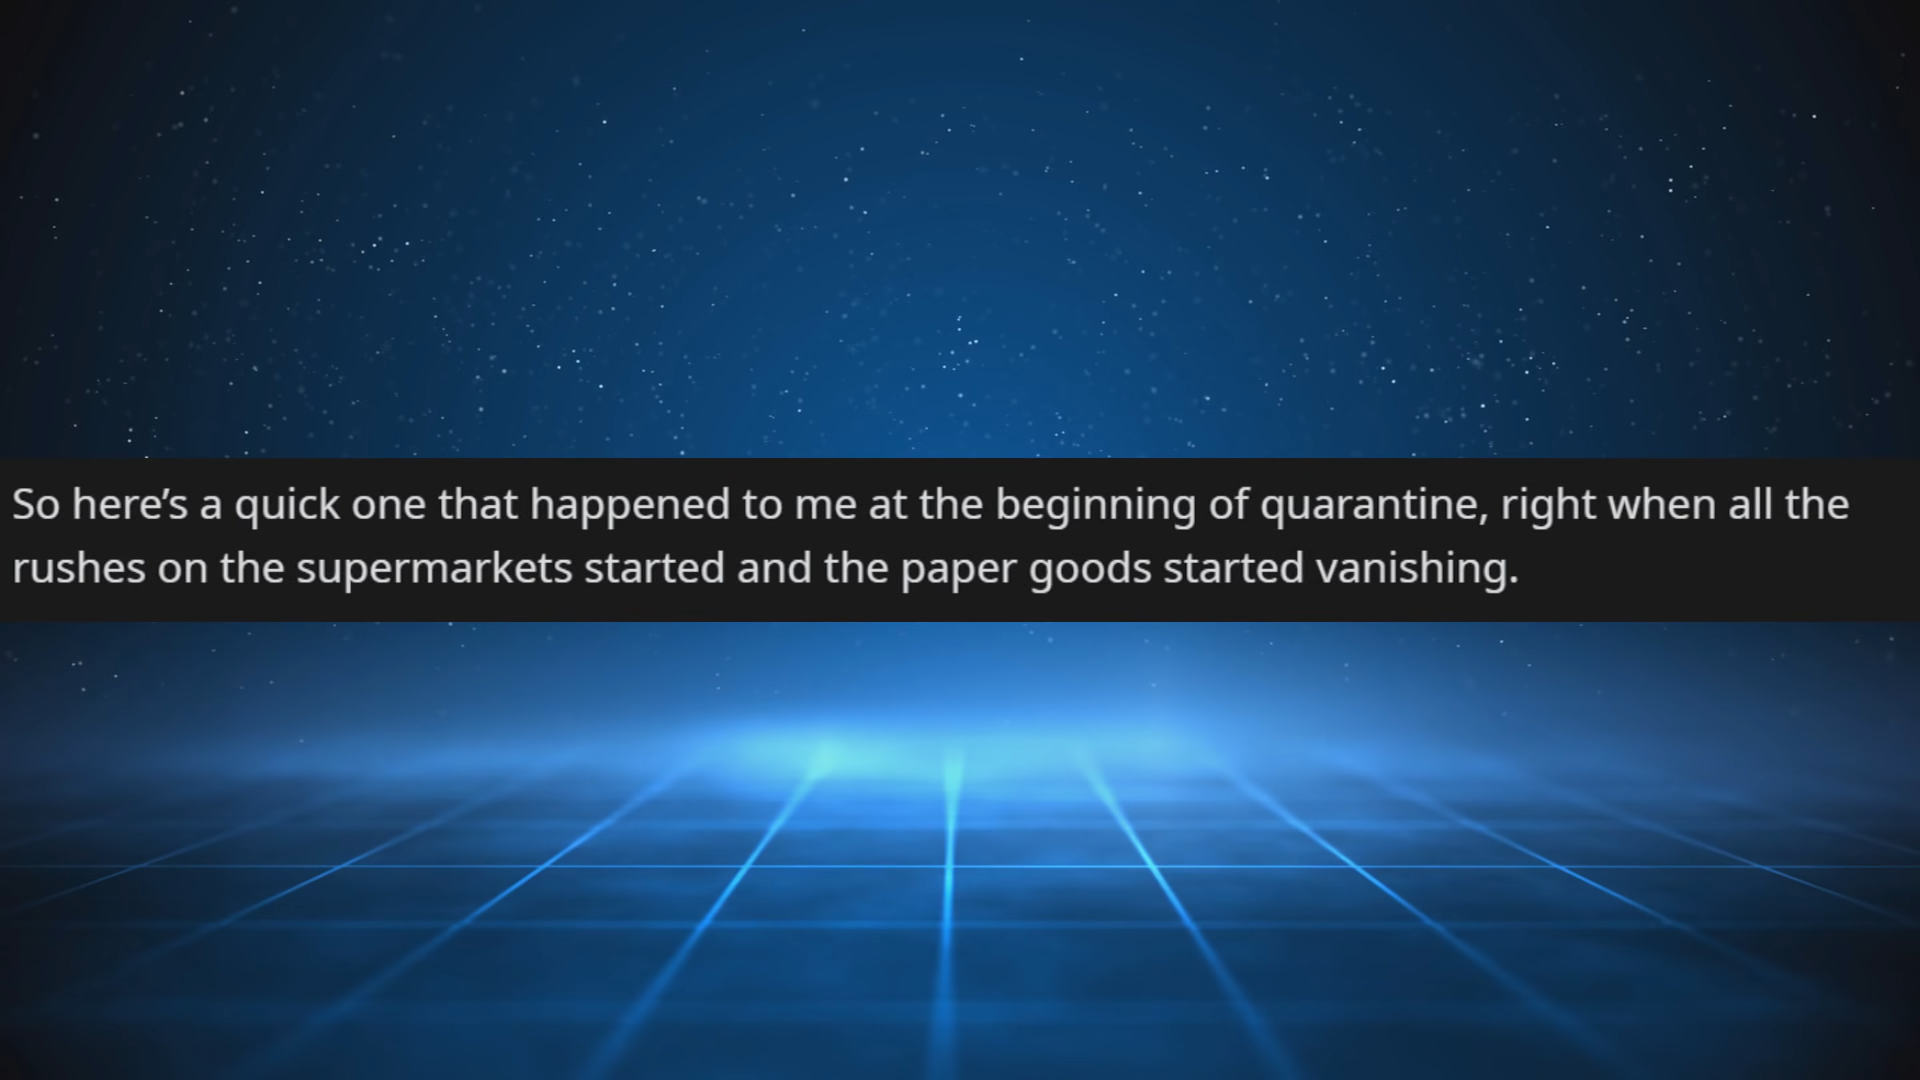 So here’s a quick one that happened to me at the beginning of quarantine, right when all the
rushes on the supermarkets started and the paper goods started vanishing.